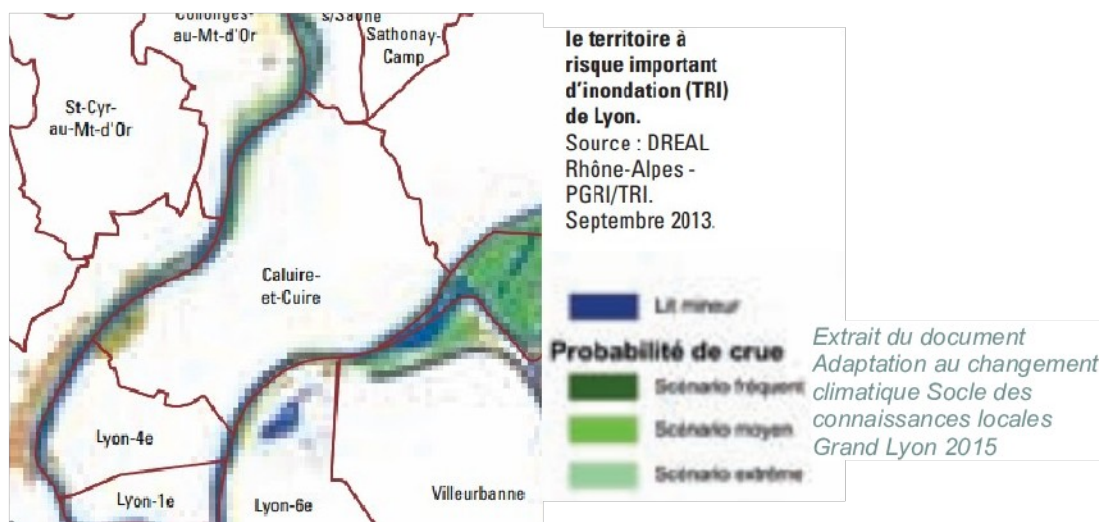 Collonges-
au-Mt-d'Or
s/Saône
Sathonay-
Camp
St-Cyr-
au-Mt-d'Or
Caluire-
et-Cuire
Lyon-4e
Lyon-1e
Lyon-6e
Villeurbanne
le territoire à
risque important
d'inondation (TRI)
de Lyon.
Source : DREAL
Rhône-Alpes -
PGRI/TRI.
Septembre 2013.
Lit mineur
Probabilité de crue
Scénario fréquent
Scénario moyen
Scénario extrême
Extrait du document
Adaptation au changement
climatique Socle des
connaissances locales
Grand Lyon 2015